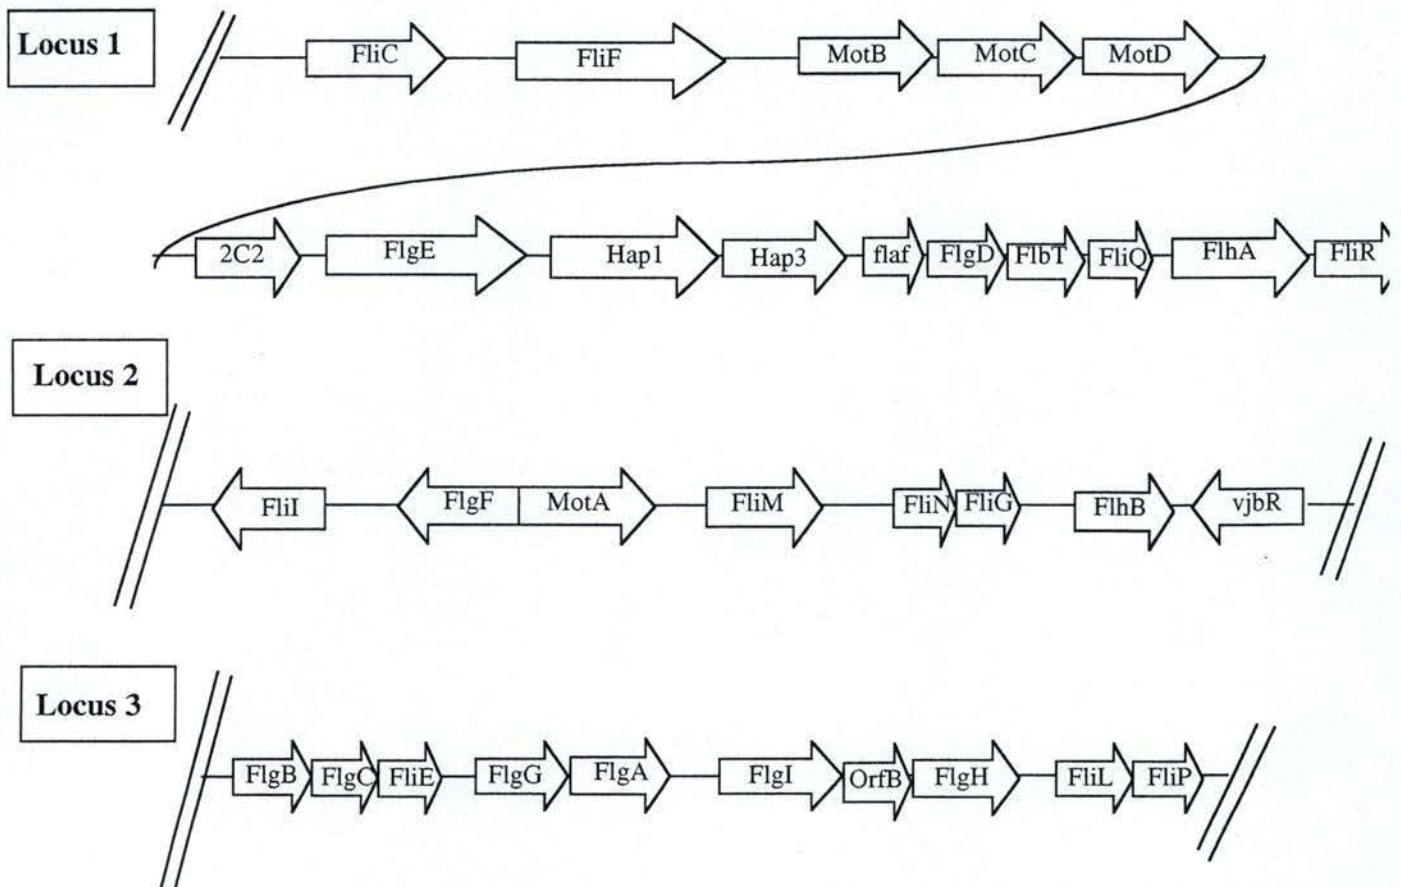 Locus 1
FliC FliF MotB MotC MotD
2C2 FlgE Hap1 Hap3 flaf FlgD FlbT FliQ FlhA FliR
Locus 2
FliI FlgF MotA FliM FliN FliG FlhB vjbR
Locus 3
FlgB FlgC FliE FlgG FlgA FlgI OrfB FlgH FliL FliP